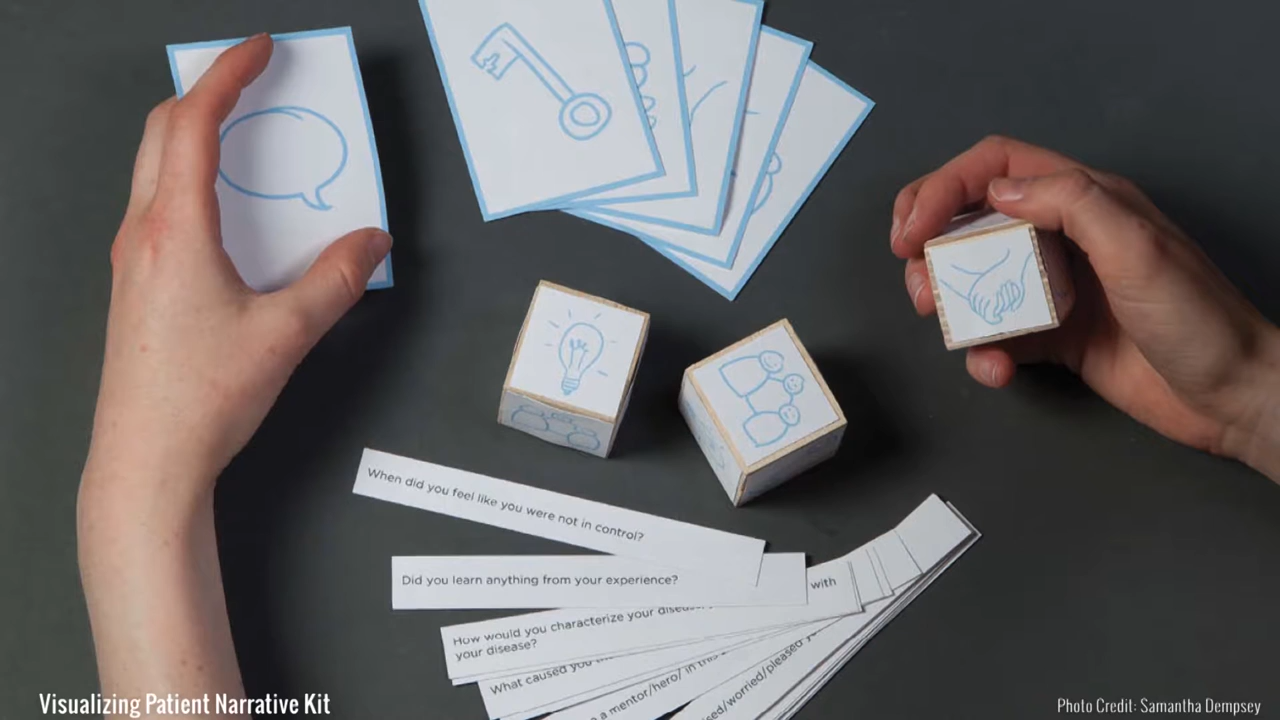 When did you feel like you were not in control?
Did you learn anything from your experience?
with
How would you characterize your disease,
your disease?
What caused you
a mentor/hero/ in this
sed/worried/pleased y
Visualizing Patient Narrative Kit
Photo Credit: Samantha Dempsey